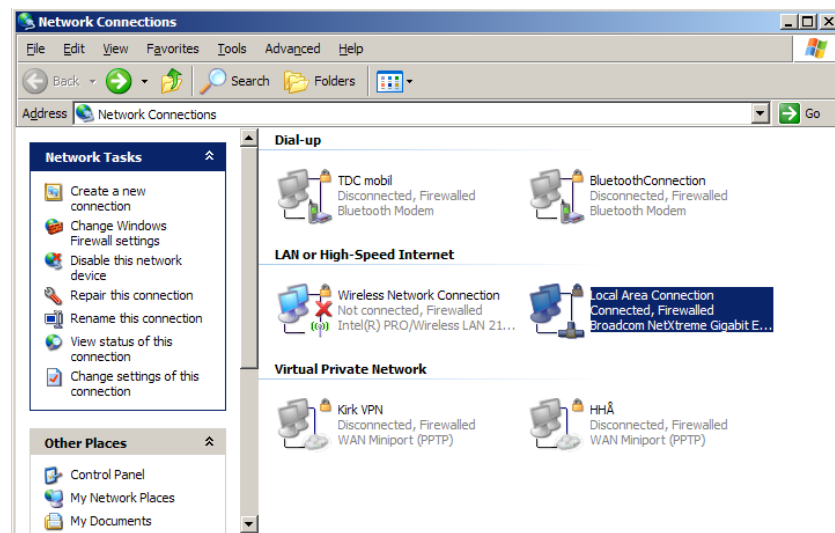 Network Connections
File Edit View Favorites Tools Advanced Help
Back Search Folders
Address Network Connections Go
Network Tasks
Create a new
connection
Change Windows
Firewall settings
Disable this network
device
Repair this connection
Rename this connection
View status of this
connection
Change settings of this
connection
Other Places
Control Panel
My Network Places
My Documents
Dial-up
TDC mobil
Disconnected, Firewalled
Bluetooth Modem
BluetoothConnection
Disconnected, Firewalled
Bluetooth Modem
LAN or High-Speed Internet
Wireless Network Connection
Not connected, Firewalled
Intel(R) PRO/Wireless LAN 21...
Local Area Connection
Connected, Firewalled
Broadcom NetXtreme Gigabit E...
Virtual Private Network
Kirk VPN
Disconnected, Firewalled
WAN Miniport (PPTP)
HHÅ
Disconnected, Firewalled
WAN Miniport (PPTP)